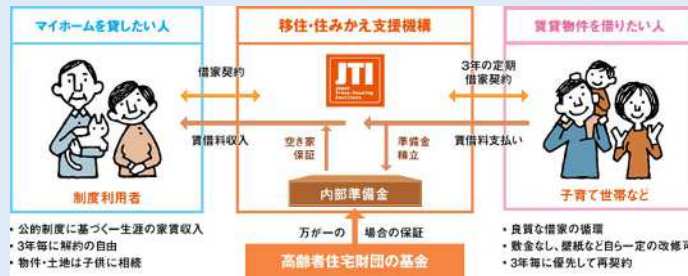 マイホームを貸したい人
移住・住みかえ支援機構
賃貸物件を借りたい人
借家契約
JTI
3年の定期
借家契約
賃借料収入
空き家
保証
準備金
積立
賃借料支払い
制度利用者
内部準備金
子育て世帯など
・公的制度に基づく一生涯の家賃収入
・3年毎に解約の自由
・物件・土地は子供に相続
万が一の 場合の保証
高齢者住宅財団の基金
・良質な借家の循環
・敷金なし、壁紙など自ら一定の改修可
・3年毎に優先して再契約